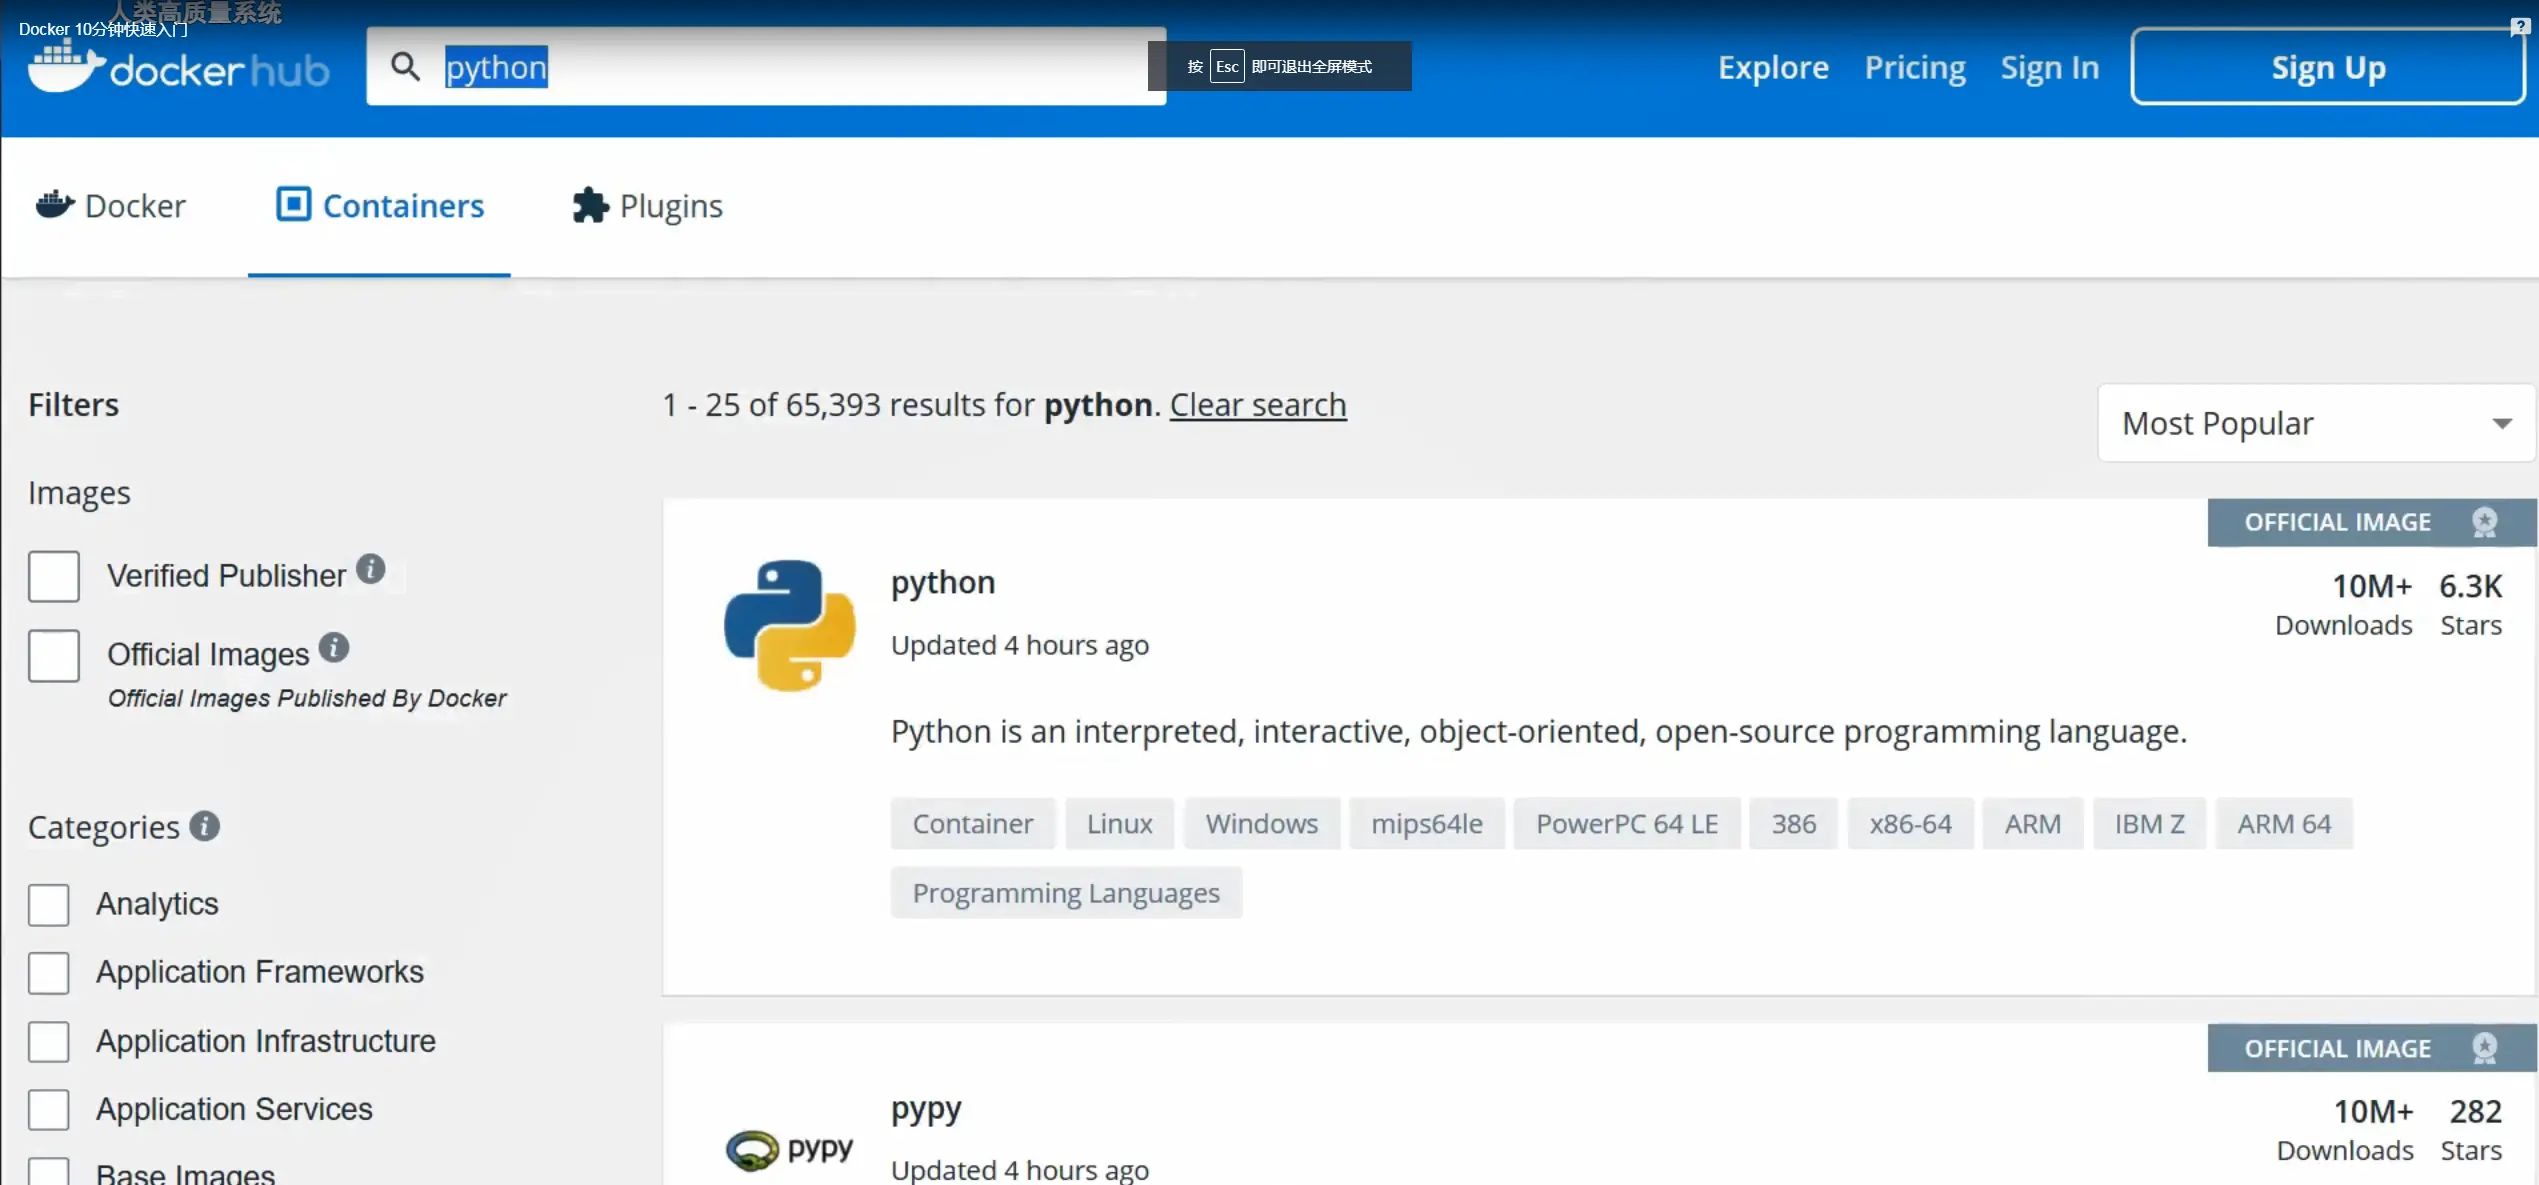 人类高质量系统
Docker 10分钟快速入门
docker hub
python
按 Esc 即可退出全屏模式
Explore
Pricing
Sign In
Sign Up
?
Docker
Containers
Plugins
Filters
1 - 25 of 65,393 results for python. Clear search
Most Popular
Images
Verified Publisher
Official Images
Official Images Published By Docker
Categories
Analytics
Application Frameworks
Application Infrastructure
Application Services
Base Images
OFFICIAL IMAGE
python
10M+ 6.3K
Downloads Stars
Updated 4 hours ago
Python is an interpreted, interactive, object-oriented, open-source programming language.
Container Linux Windows mips64le PowerPC 64 LE 386 x86-64 ARM IBM Z ARM 64
Programming Languages
OFFICIAL IMAGE
pypy
pypy
10M+ 282
Downloads Stars
Updated 4 hours ago